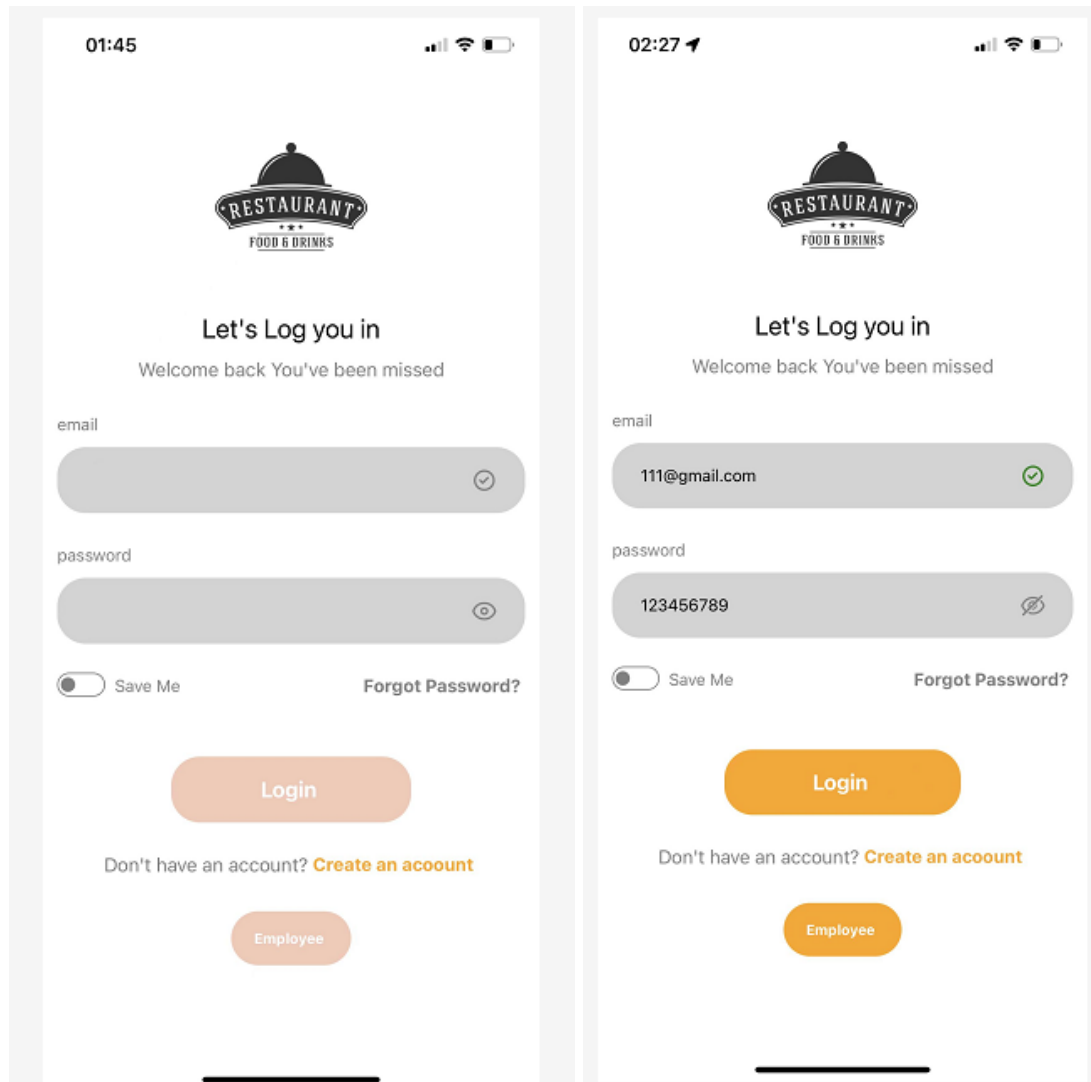 01:45
RESTAURANT
FOOD & DRINKS
Let's Log you in
Welcome back You've been missed
email
password
Save Me
Forgot Password?
Login
Don't have an account? Create an acoount
Employee
02:27
RESTAURANT
FOOD & DRINKS
Let's Log you in
Welcome back You've been missed
email
111@gmail.com
password
123456789
Save Me
Forgot Password?
Login
Don't have an account? Create an acoount
Employee